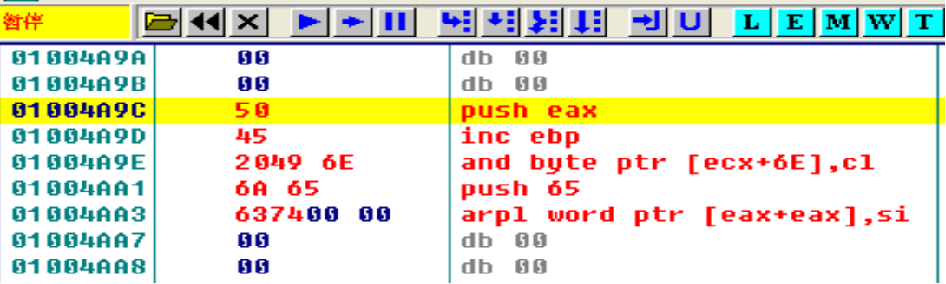 暂停 L E M W T
01004A9A 00 db 00
01004A9B 00 db 00
01004A9C 50 push eax
01004A9D 45 inc ebp
01004A9E 2049 6E and byte ptr [ecx+6E],cl
01004AA1 6A 65 push 65
01004AA3 637400 00 arpl word ptr [eax+eax],si
01004AA7 00 db 00
01004AA8 00 db 00